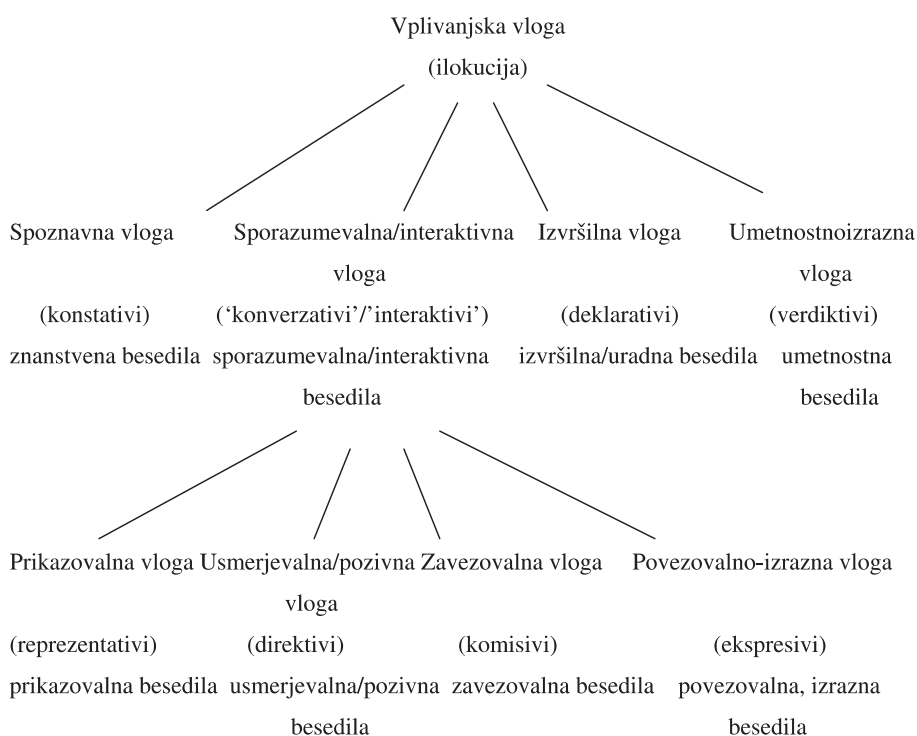 Vplivanjska vloga
(ilokucija)
Spoznavna vloga Sporazumevalna/interaktivna Izvršilna vloga Umetnostnoizrazna
vloga vloga
(konstativi) (‘konverzativi’/’interaktivi’) (deklarativi) (verdiktivi)
znanstvena besedila sporazumevalna/interaktivna izvršilna/uradna besedila umetnostna
besedila besedila
Prikazovalna vloga Usmerjevalna/pozivna Zavezovalna vloga Povezovalno-izrazna vloga
vloga
(reprezentativi) (direktivi) (komisivi) (ekspresivi)
prikazovalna besedila usmerjevalna/pozivna zavezovalna besedila povezovalna, izrazna
besedila besedila